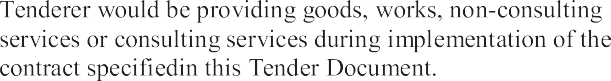 Tenderer would be providing goods, works, non-consulting
services or consulting services during implementation of the
contract specifiedin this Tender Document.